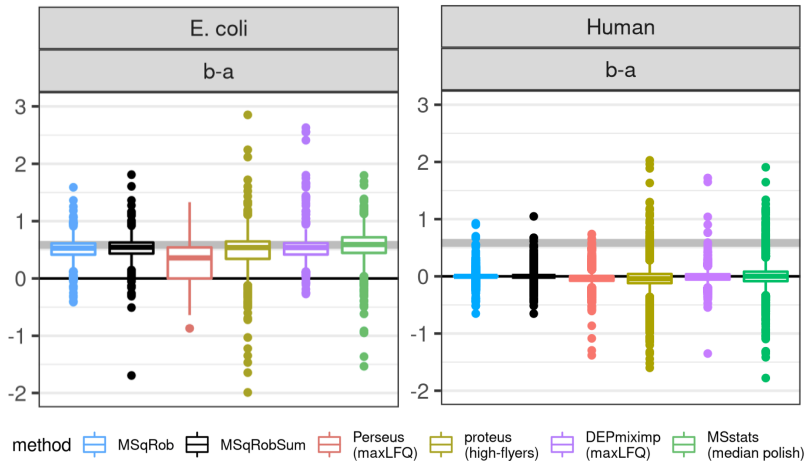 E. coli
Human
b-a
b-a
3
2
1
0
-1
-2
3
2
1
0
-1
-2
method
MSqRob
MSqRobSum
Perseus
(maxLFQ)
proteus
(high-flyers)
DEPmiximp
(maxLFQ)
MSstats
(median polish)